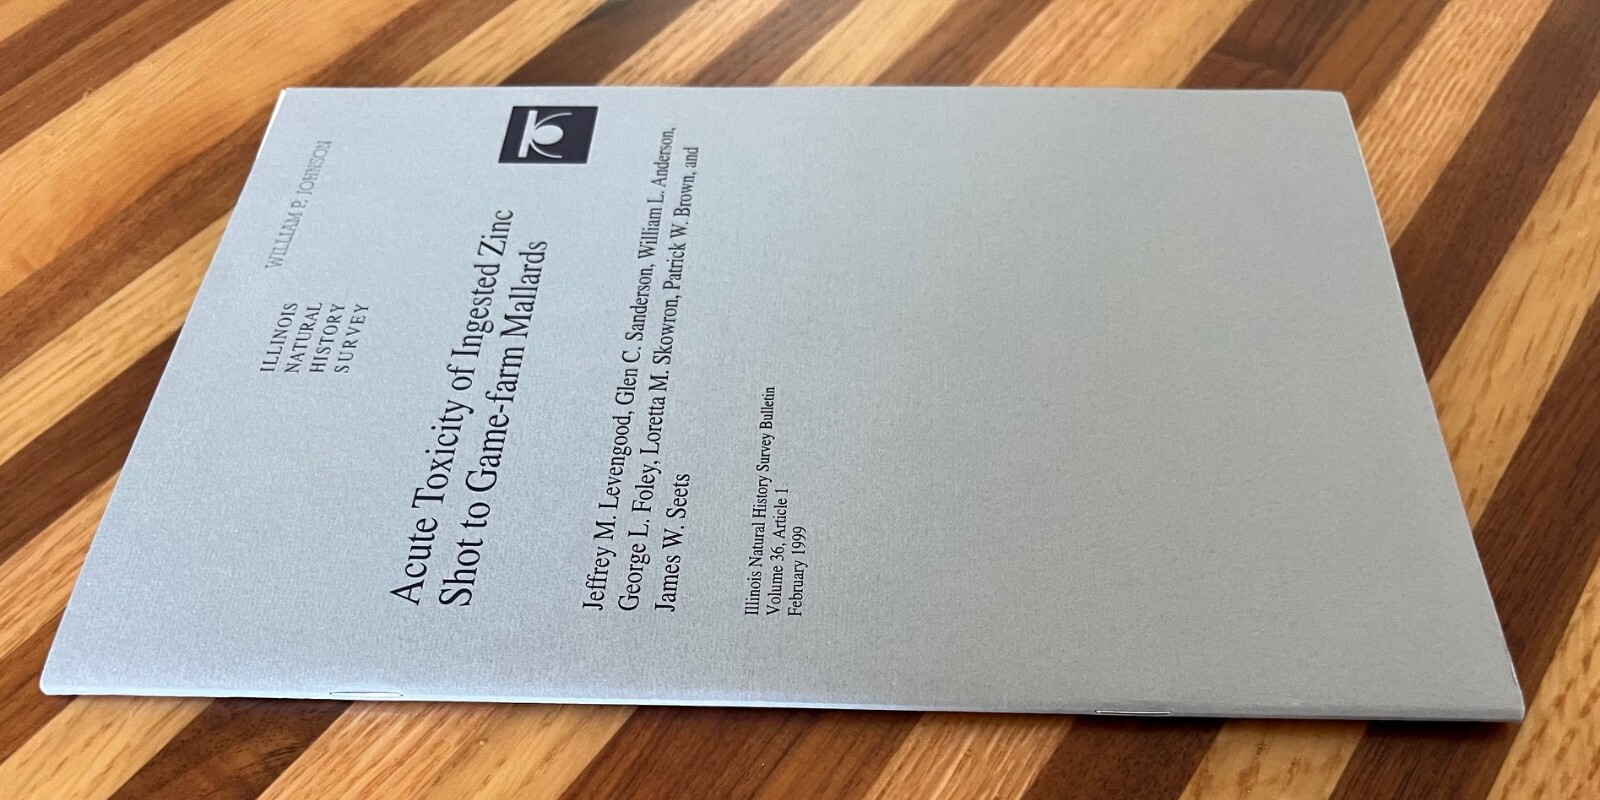 WILLIAM P. JOHNSON
ILLINOIS
NATURAL
HISTORY
SURVEY
Acute Toxicity of Ingested Zinc
Shot to Game-farm Mallards
Jeffrey M. Levengood, Glen C. Sanderson, William L. Anderson,
George L. Foley, Loretta M. Skowron, Patrick W. Brown, and
James W. Seets
Illinois Natural History Survey Bulletin
Volume 36, Article 1
February 1999